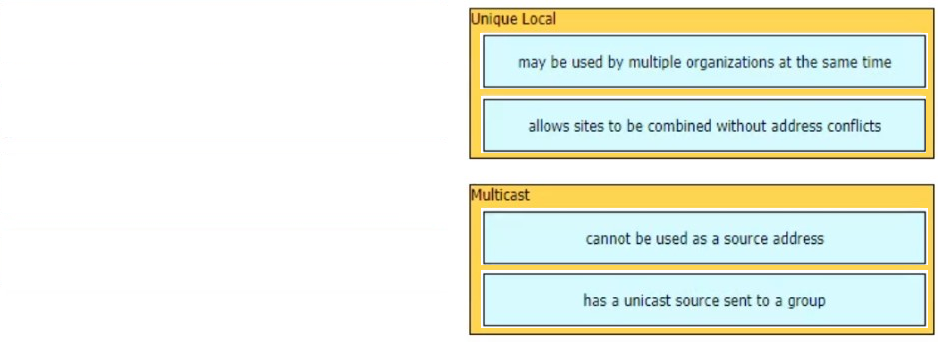 Unique Local
may be used by multiple organizations at the same time
allows sites to be combined without address conflicts
Multicast
cannot be used as a source address
has a unicast source sent to a group